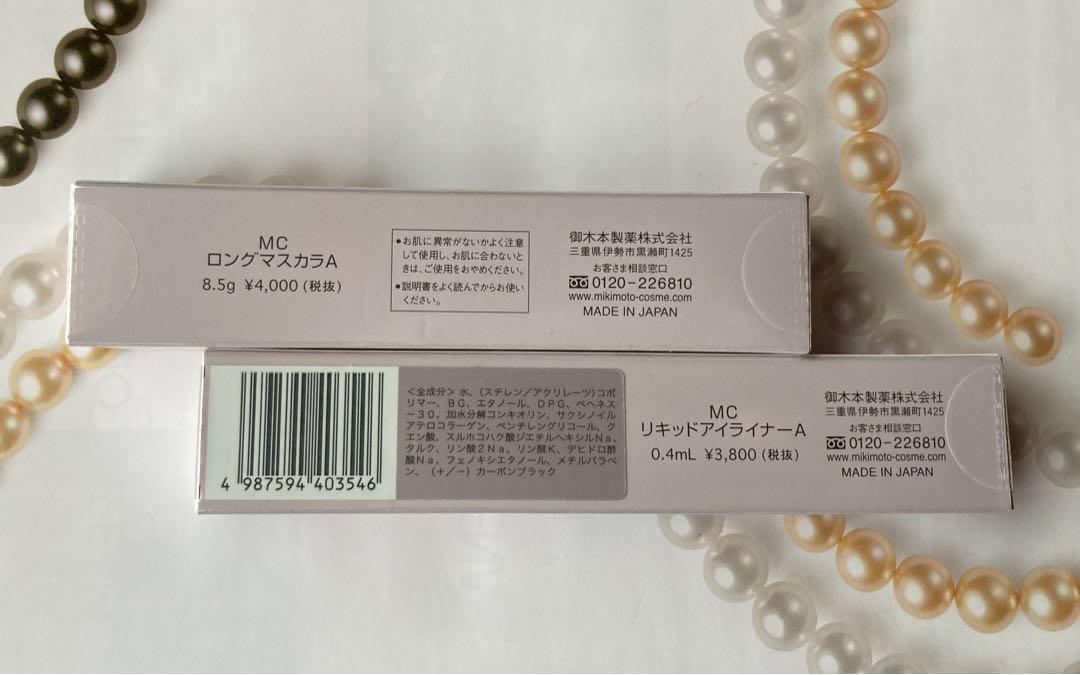 MC
ロングマスカラA
8.5g ¥4,000(税抜)
●お肌に異常がないかよく注意
して使用し、お肌に合わないと
きは、ご使用をおやめください。
●説明書をよく読んでからお使い
ください。
御木本製薬株式会社
三重県伊勢市黒瀬町1425
お客さま相談窓口
0120-226810
www.mikimoto-cosme.com
MADE IN JAPAN
4 987594 403546
<全成分>水、(スチレン/アクリレーツ)コポ
リマー、BG、エタノール、DPG、ベヘネス
-30、加水分解コンキオリン、サクシノイル
アテロコラーゲン、ペンチレングリコール、ク
エン酸、スルホコハク酸ジエチルヘキシルNa、
タルク、リン酸2Na、リン酸K、デヒドロ酢
酸Na、フェノキシエタノール、メチルパラベ
ン、(+/-)カーボンブラック
MC
リキッドアイライナーA
0.4mL ¥3,800(税抜)
御木本製薬株式会社
三重県伊勢市黒瀬町1425
お客さま相談窓口
0120-226810
www.mikimoto-cosme.com
MADE IN JAPAN